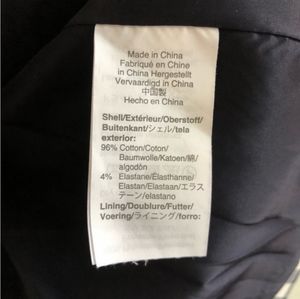 Made in China
Fabriqué en Chine
in China Hergestellt
Vervaardigd in China
中国製
Hecho en China
Shell/Extérieur/Oberstoff/
Buitenkant/シェル/tela
exterior:
96% Cotton/Coton/
Baumwolle/Katoen/綿/
algodón
4% Elastane/Élasthanne/
Elastan/Elastaan/エラス
テーン/elastano
Lining/Doublure/Futter/
Voering/ライニング/forro: